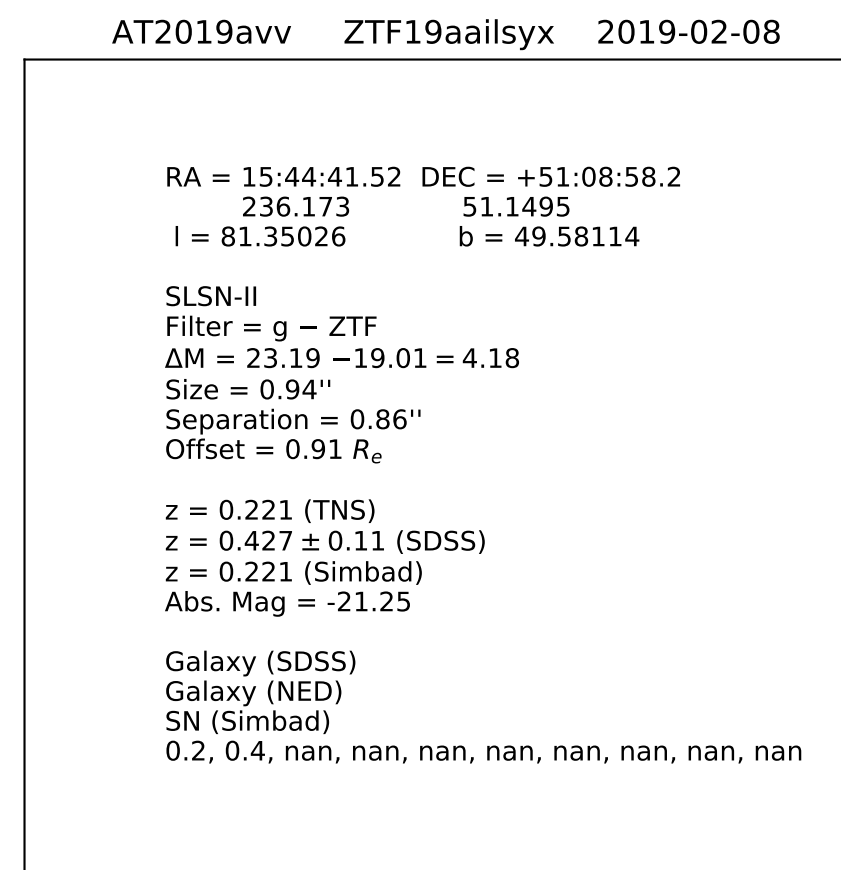 AT2019avv ZTF19aailsyx 2019-02-08
RA = 15:44:41.52 DEC = +51:08:58.2
236.173 51.1495
l = 81.35026 b = 49.58114
SLSN-II
Filter = g − ZTF
ΔM = 23.19 −19.01 = 4.18
Size = 0.94''
Separation = 0.86''
Offset = 0.91 Re
z = 0.221 (TNS)
z = 0.427 ± 0.11 (SDSS)
z = 0.221 (Simbad)
Abs. Mag = -21.25
Galaxy (SDSS)
Galaxy (NED)
SN (Simbad)
0.2, 0.4, nan, nan, nan, nan, nan, nan, nan, nan